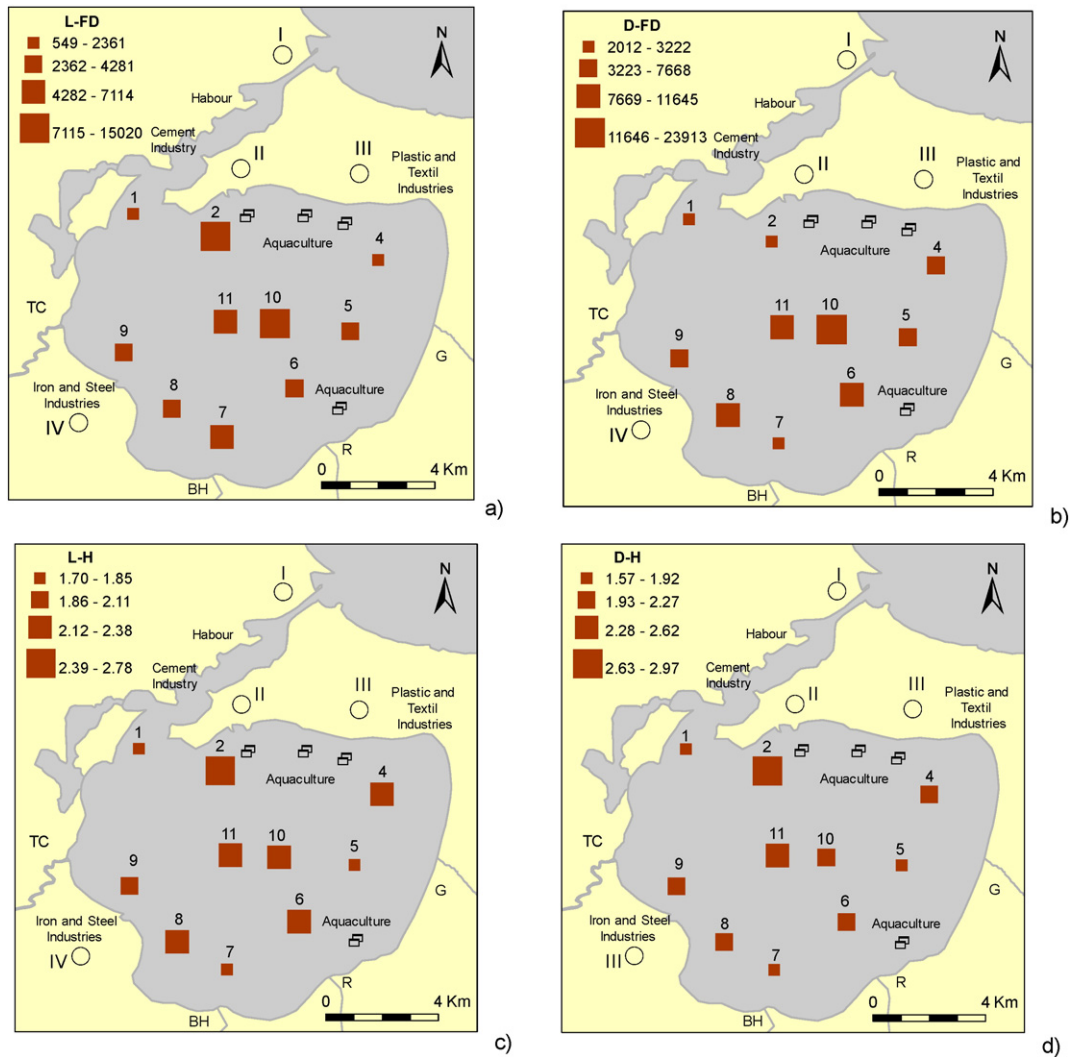 L-FD
549 - 2361
2362 - 4281
4282 - 7114
7115 - 15020
I
N
Habour
Cement
Industry
II
III
Plastic and
Textil
Industries
1
2
4
Aquaculture
TC
11
10
5
9
G
Iron and Steel
Industries
IV
8
6
Aquaculture
7
R
BH
0 4 Km
a)
D-FD
2012 - 3222
3223 - 7668
7669 - 11645
11646 - 23913
I
N
Habour
Cement
Industry
II
III
Plastic and
Textil
Industries
1
2
4
Aquaculture
TC
11
10
5
9
G
Iron and Steel
Industries
IV
8
6
Aquaculture
7
R
BH
0 4 Km
b)
L-H
1.70 - 1.85
1.86 - 2.11
2.12 - 2.38
2.39 - 2.78
I
N
Habour
Cement
Industry
II
III
Plastic and
Textil
Industries
1
2
4
Aquaculture
TC
11
10
5
9
G
Iron and Steel
Industries
IV
8
6
Aquaculture
7
R
BH
0 4 Km
c)
D-H
1.57 - 1.92
1.93 - 2.27
2.28 - 2.62
2.63 - 2.97
I
N
Habour
Cement
Industry
II
III
Plastic and
Textil
Industries
1
2
4
Aquaculture
TC
11
10
5
9
G
Iron and Steel
Industries
III
8
6
Aquaculture
7
R
BH
0 4 Km
d)